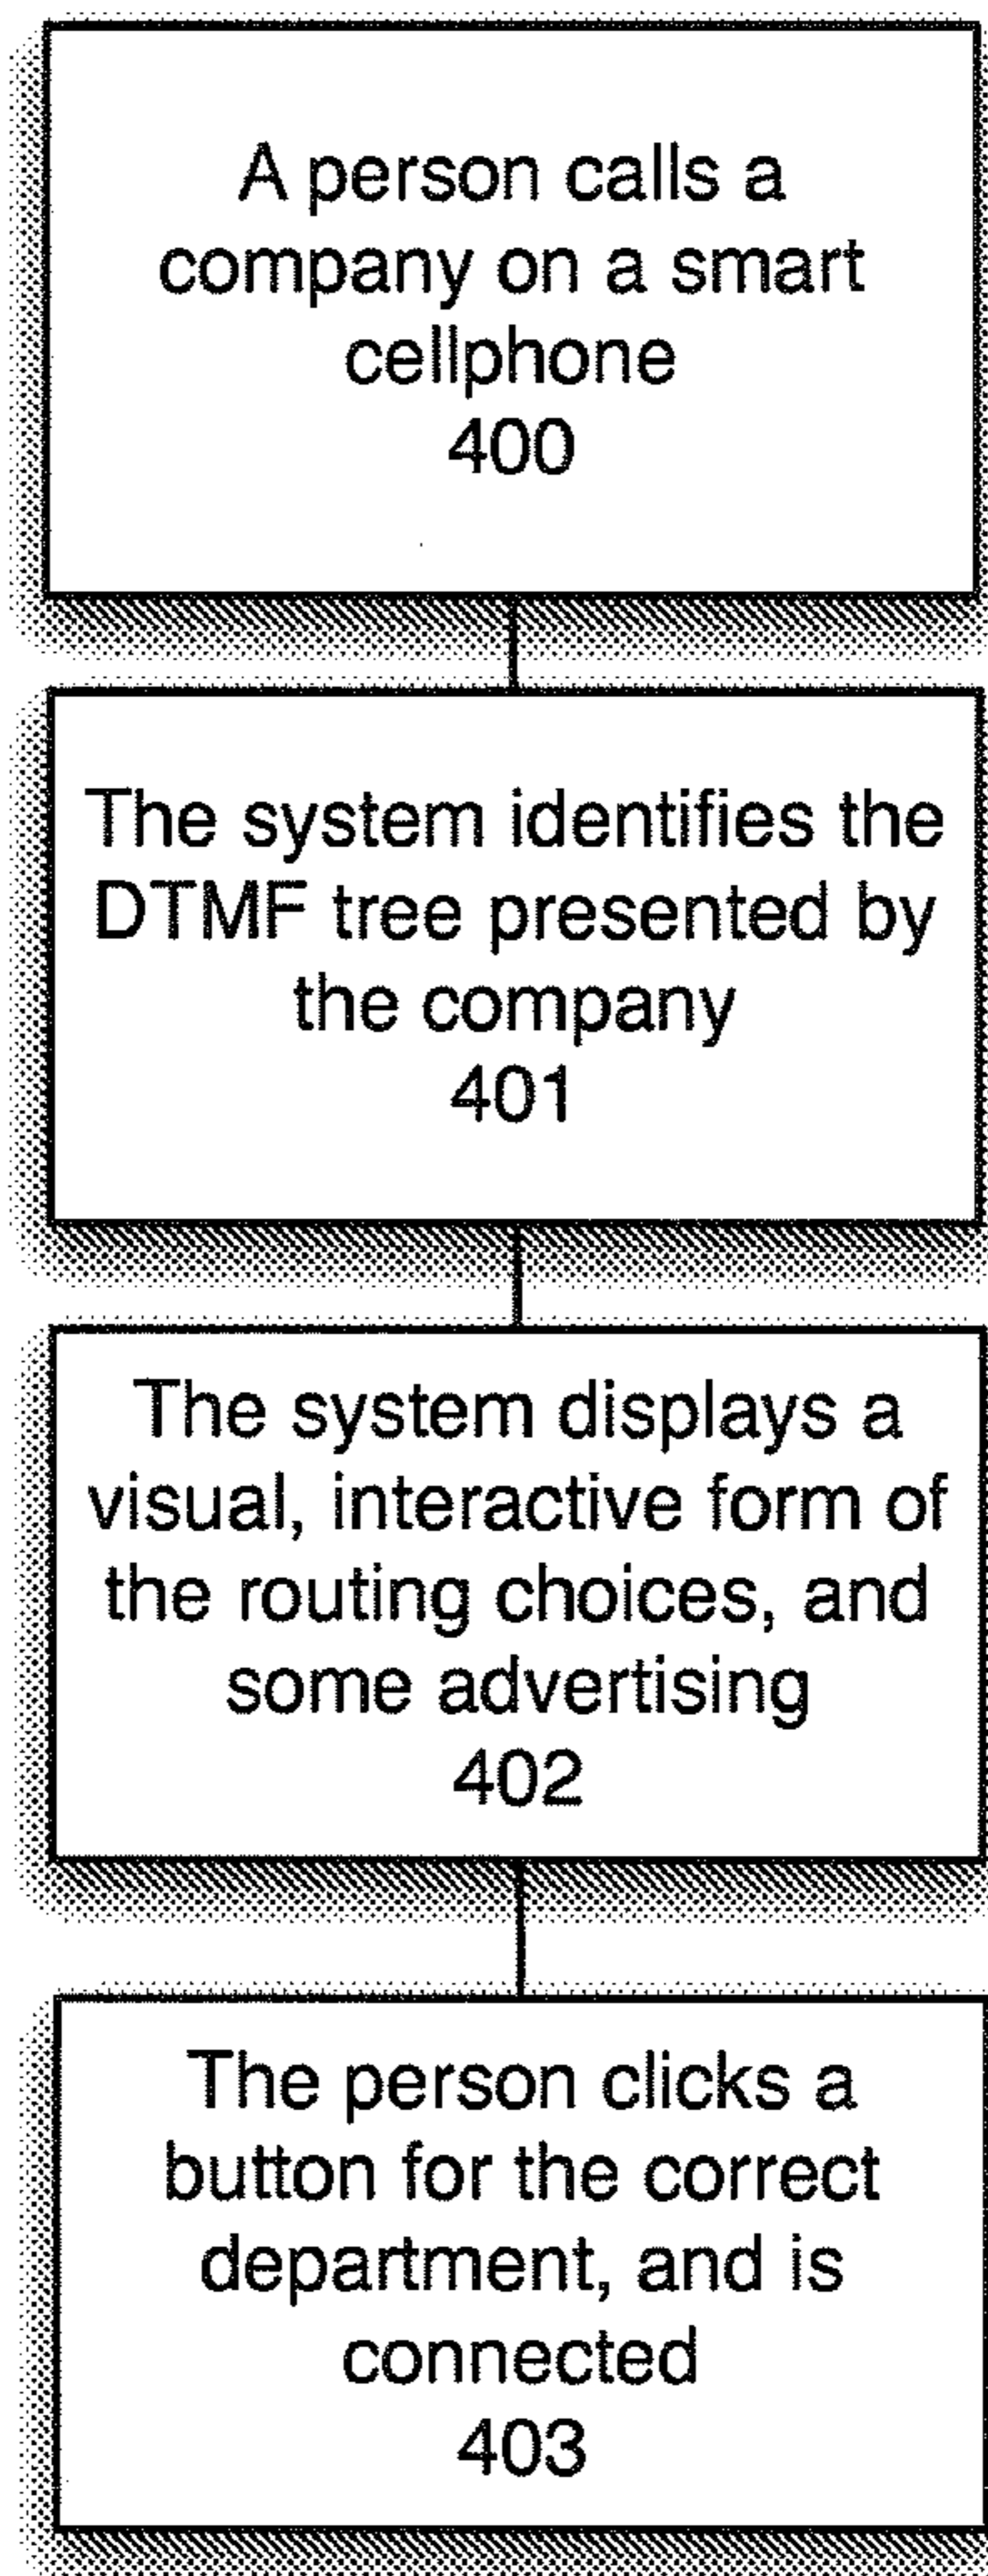 A person calls a
company on a smart
cellphone
400
The system identifies the
DTMF tree presented by
the company
401
The system displays a
visual, interactive form of
the routing choices, and
some advertising
402
The person clicks a
button for the correct
department, and is
connected
403